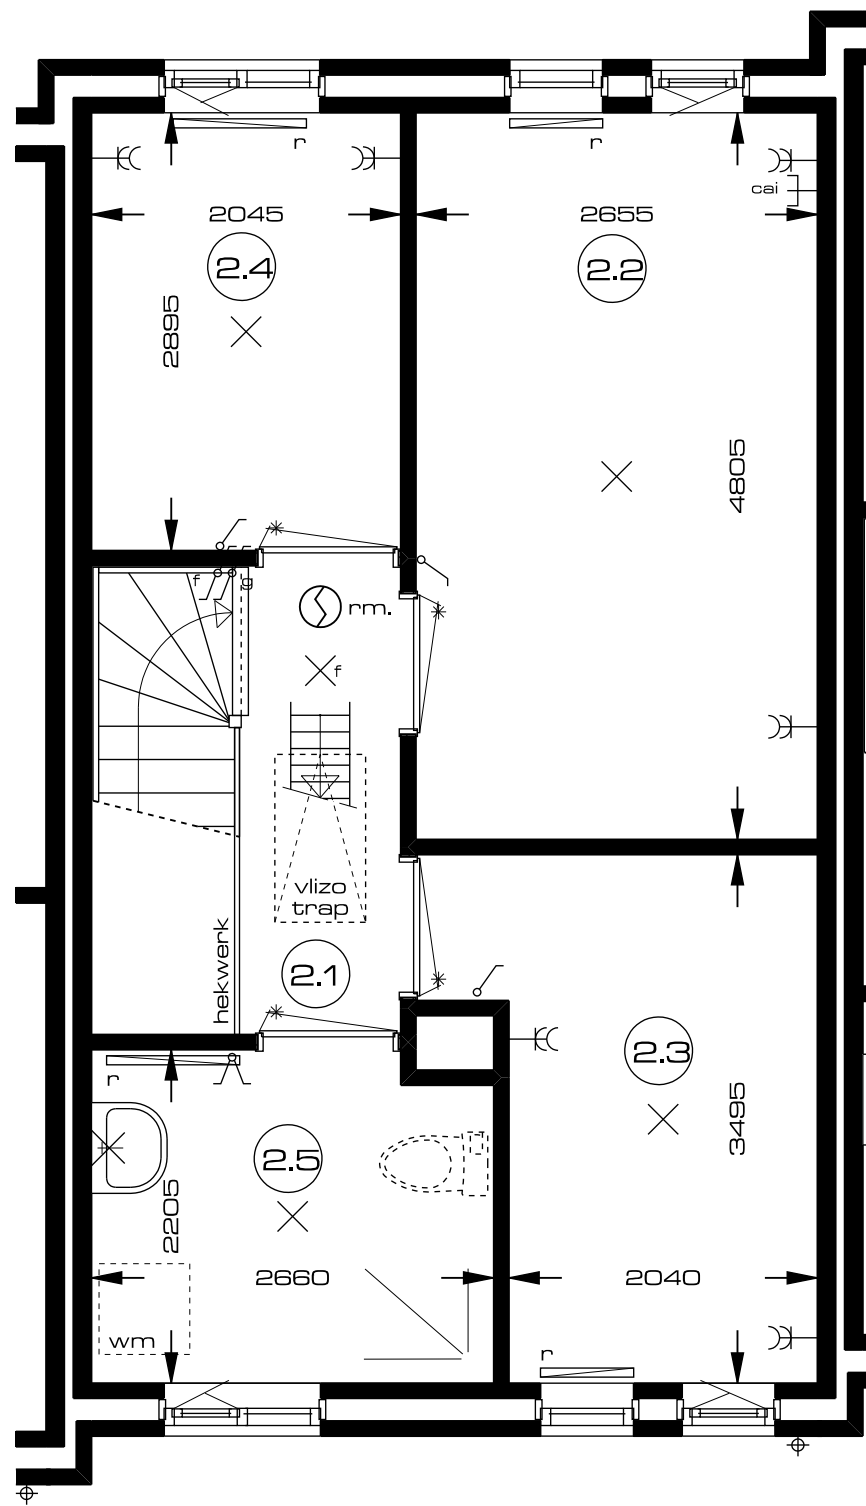 r
r
cai
2045
2655
2.4
2.2
2895
4805
f
g
rm.
f
vlizo
trap
hekwerk
2.1
2.3
r
3495
2.5
2205
2660
2040
wm
r